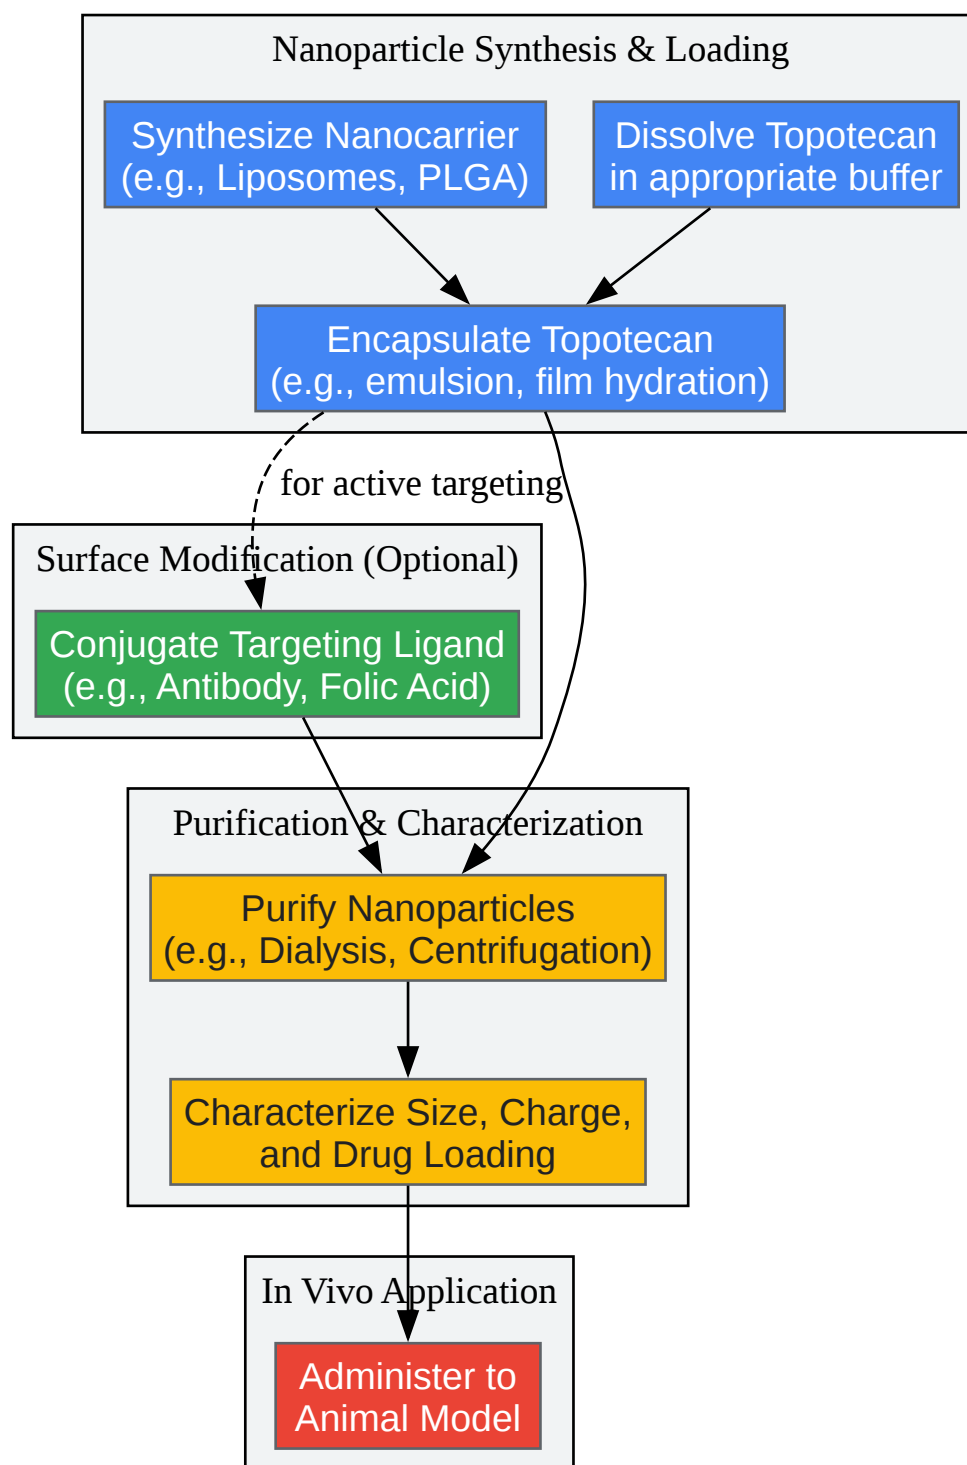 Nanoparticle Synthesis & Loading
Synthesize Nanocarrier
(e.g., Liposomes, PLGA)
Dissolve Topotecan
in appropriate buffer
Encapsulate Topotecan
(e.g., emulsion, film hydration)
for active targeting
Surface Modification (Optional)
Conjugate Targeting Ligand
(e.g., Antibody, Folic Acid)
Purification & Characterization
Purify Nanoparticles
(e.g., Dialysis, Centrifugation)
Characterize Size, Charge,
and Drug Loading
In Vivo Application
Administer to
Animal Model